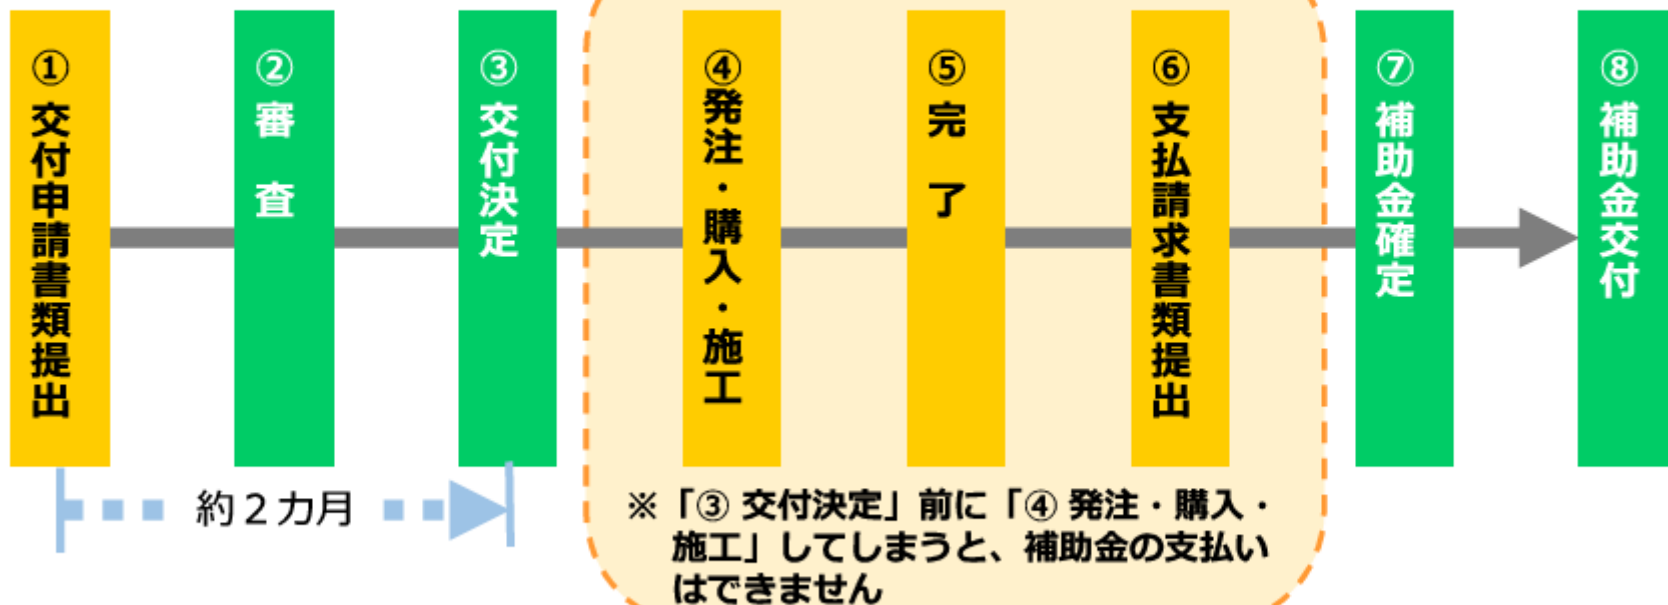 ①交付申請書類提出
②審 査
③交付決定
④発注・購入・施工
⑤完 了
⑥支払請求書類提出
⑦補助金確定
⑧補助金交付
約２カ月
※「③ 交付決定」前に「④ 発注・購入・
施工」してしまうと、補助金の支払い
はできません